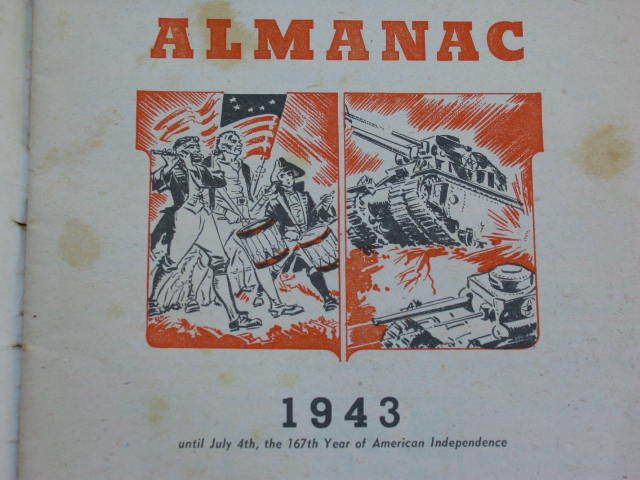 ALMANAC
1943
until July 4th, the 167th Year of American Independence